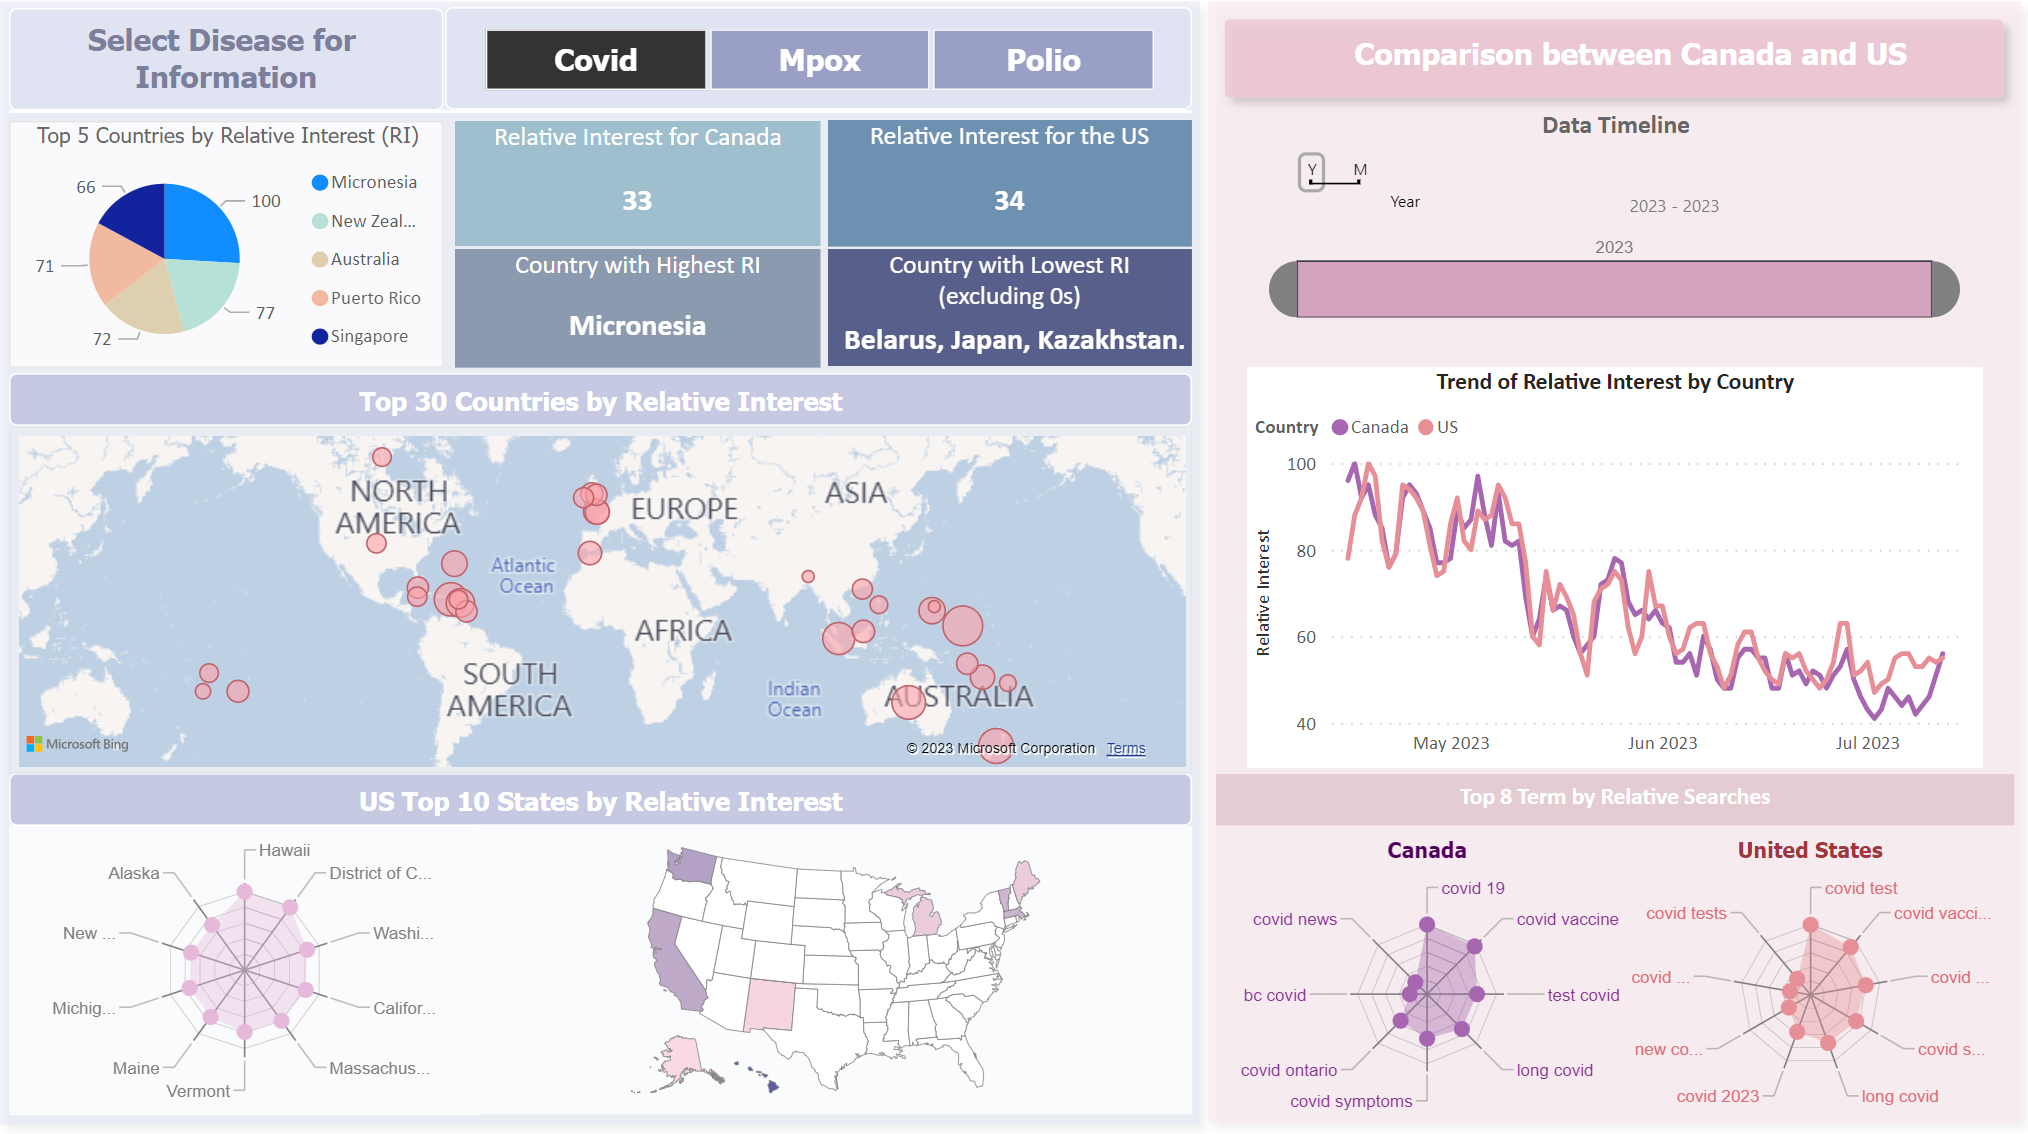 Select Disease for
Information
Covid
Mpox
Polio
Top 5 Countries by Relative Interest (RI)
66
100
71
77
72
Micronesia
New Zeal...
Australia
Puerto Rico
Singapore
Relative Interest for Canada
33
Relative Interest for the US
34
Country with Highest RI
Micronesia
Country with Lowest RI
(excluding 0s)
Belarus, Japan, Kazakhstan.
Top 30 Countries by Relative Interest
NORTH
AMERICA
EUROPE
ASIA
Atlantic
Ocean
AFRICA
SOUTH
AMERICA
Indian
Ocean
AUSTRALIA
Microsoft Bing
© 2023 Microsoft Corporation Terms
US Top 10 States by Relative Interest
Hawaii
Alaska
District of C...
New ...
Washi...
Michig...
Califor...
Maine
Massachus...
Vermont
Comparison between Canada and US
Data Timeline
Y M
Year
2023 - 2023
2023
Trend of Relative Interest by Country
Country Canada US
Relative Interest
100
80
60
40
May 2023
Jun 2023
Jul 2023
Top 8 Term by Relative Searches
Canada
covid 19
covid news
covid vaccine
bc covid
test covid
covid ontario
long covid
covid symptoms
United States
covid test
covid tests
covid vacci...
covid ...
covid ...
new co...
covid s...
covid 2023
long covid